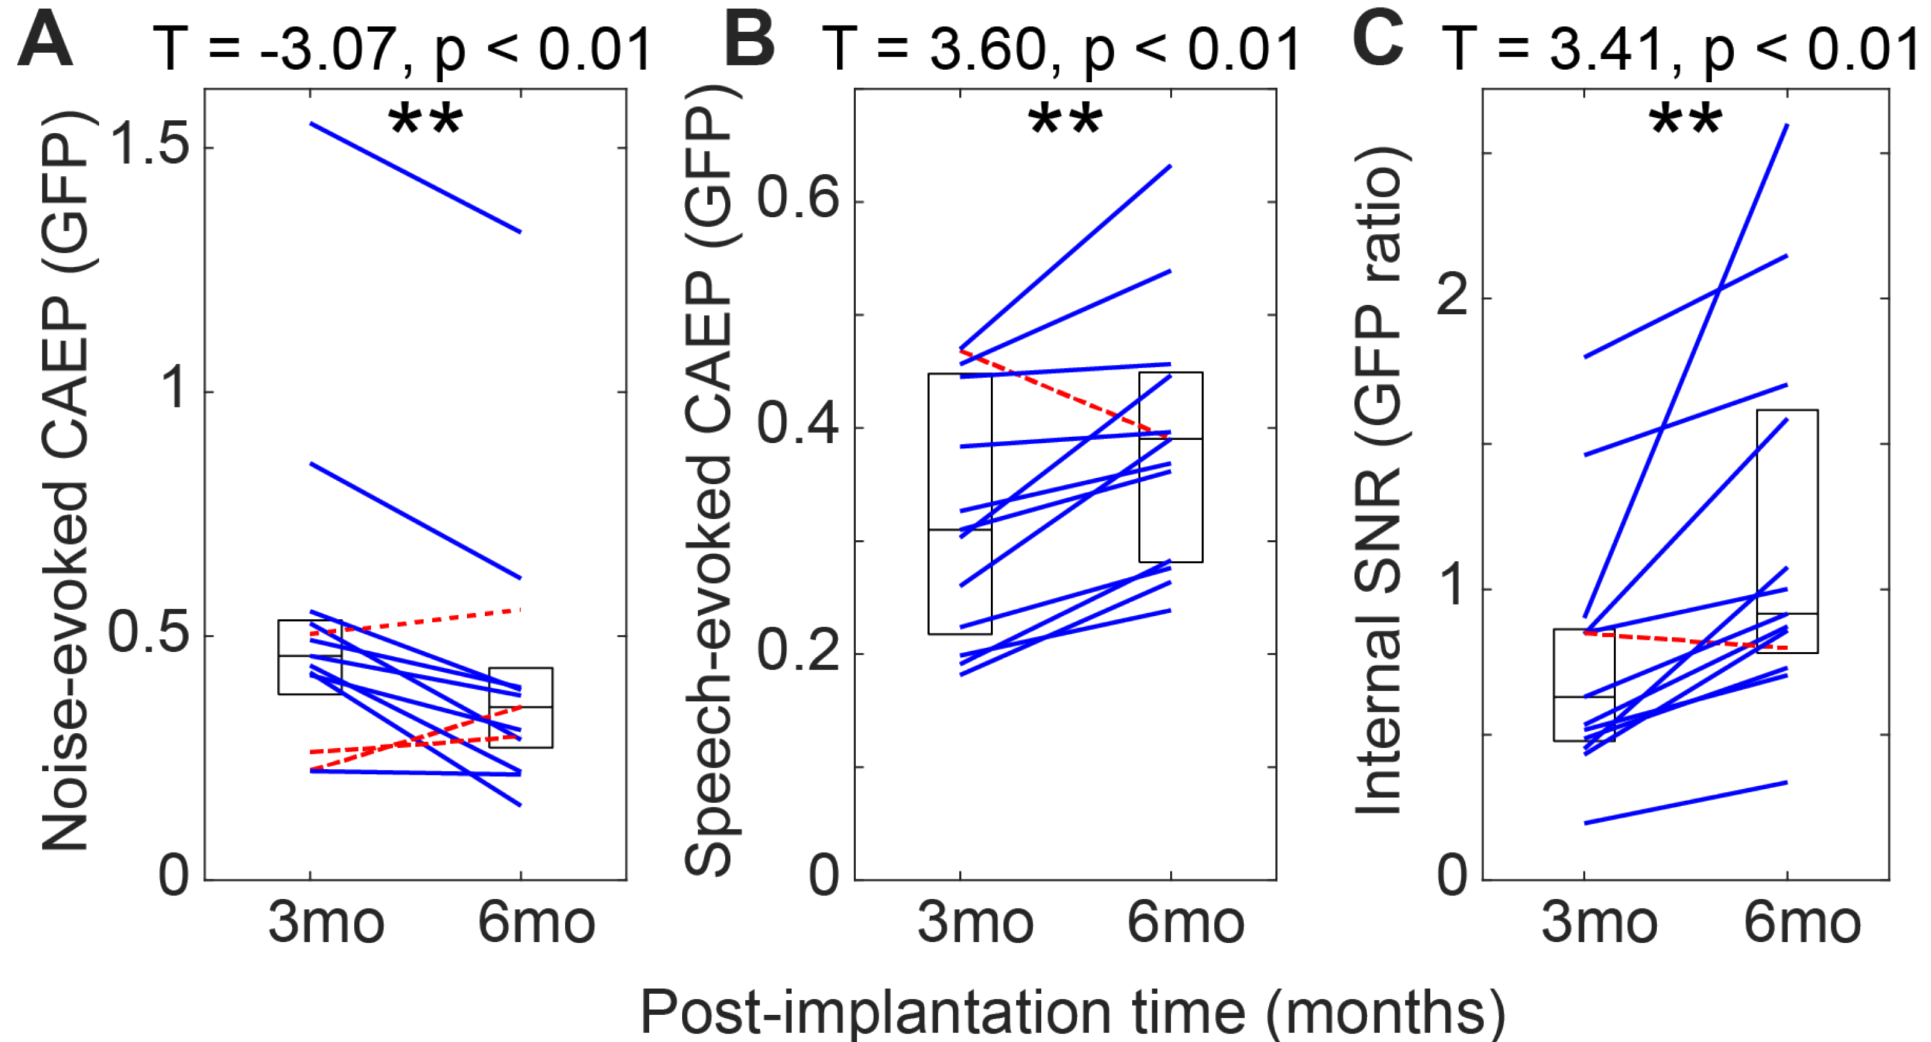 A T = -3.07, p < 0.01
**
Noise-evoked CAEP (GFP)
1.5
1
0.5
0
3mo 6mo
B T = 3.60, p < 0.01
**
Speech-evoked CAEP (GFP)
0.6
0.4
0.2
0
3mo 6mo
C T = 3.41, p < 0.01
**
Internal SNR (GFP ratio)
2
1
0
3mo 6mo
Post-implantation time (months)